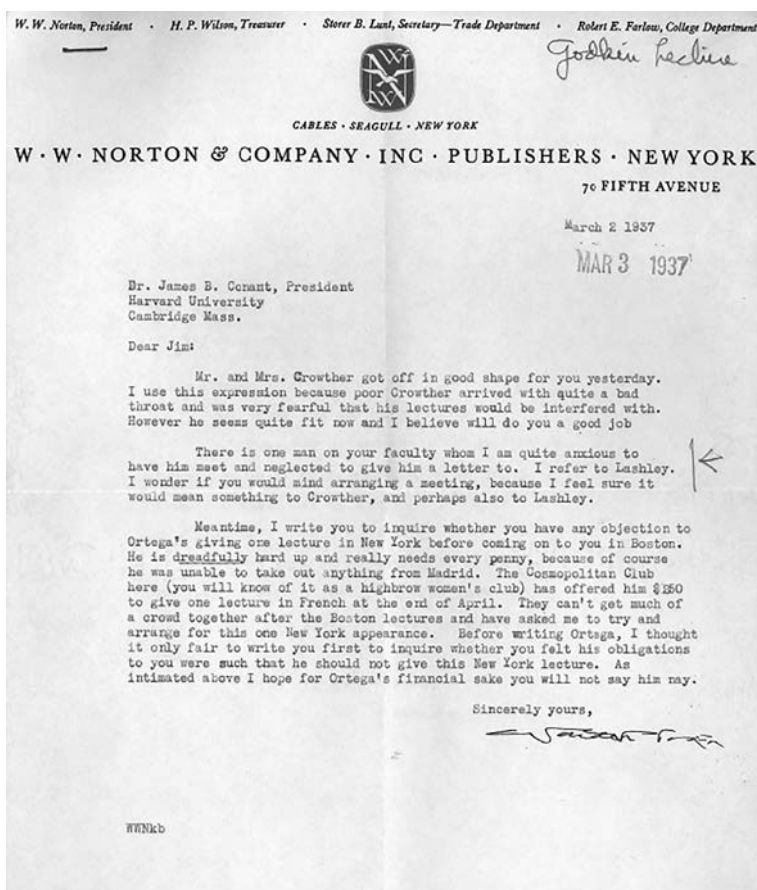 W. W. Norton, President · H. P. Wilson, Treasurer · Storer B. Lunt, Secretary—Trade Department · Robert E. Farlow, College Department
Godkin Lecture
CABLES · SEAGULL · NEW YORK
W · W · NORTON & COMPANY · INC · PUBLISHERS · NEW YORK
70 FIFTH AVENUE
March 2 1937
MAR 3 1937
Dr. James B. Conant, President
Harvard University
Cambridge Mass.
Dear Jim:
Mr. and Mrs. Crowther got off in good shape for you yesterday.
I use this expression because poor Crowther arrived with quite a bad
throat and was very fearful that his lectures would be interfered with.
However he seems quite fit now and I believe will do you a good job
There is one man on your faculty whom I am quite anxious to
have him meet and neglected to give him a letter to. I refer to Lashley.
I wonder if you would mind arranging a meeting, because I feel sure it
would mean something to Crowther, and perhaps also to Lashley.
Meantime, I write you to inquire whether you have any objection to
Ortega's giving one lecture in New York before coming on to you in Boston.
He is dreadfully hard up and really needs every penny, because of course
he was unable to take out anything from Madrid. The Cosmopolitan Club
here (you will know of it as a highbrow women's club) has offered him
to give one lecture in French at the end of April. They can't get much of
a crowd together after the Boston lectures and have asked me to try and
arrange for this one New York appearance. Before writing Ortega, I thought
it only fair to write you first to inquire whether you felt his obligations
to you were such that he should not give this New York lecture. As
intimated above I hope for Ortega's financial sake you will not say him nay.
Sincerely yours,
WWNkb